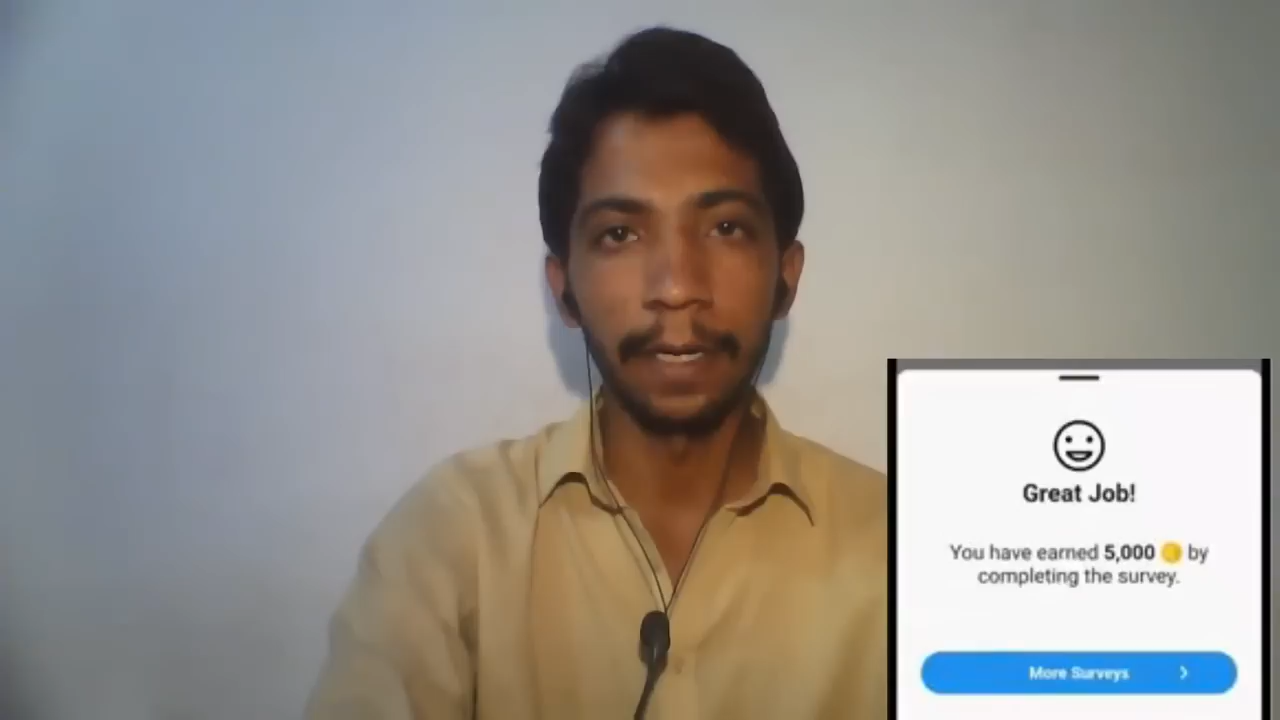 Great Job!
You have earned 5,000 by
completing the survey.
More Surveys